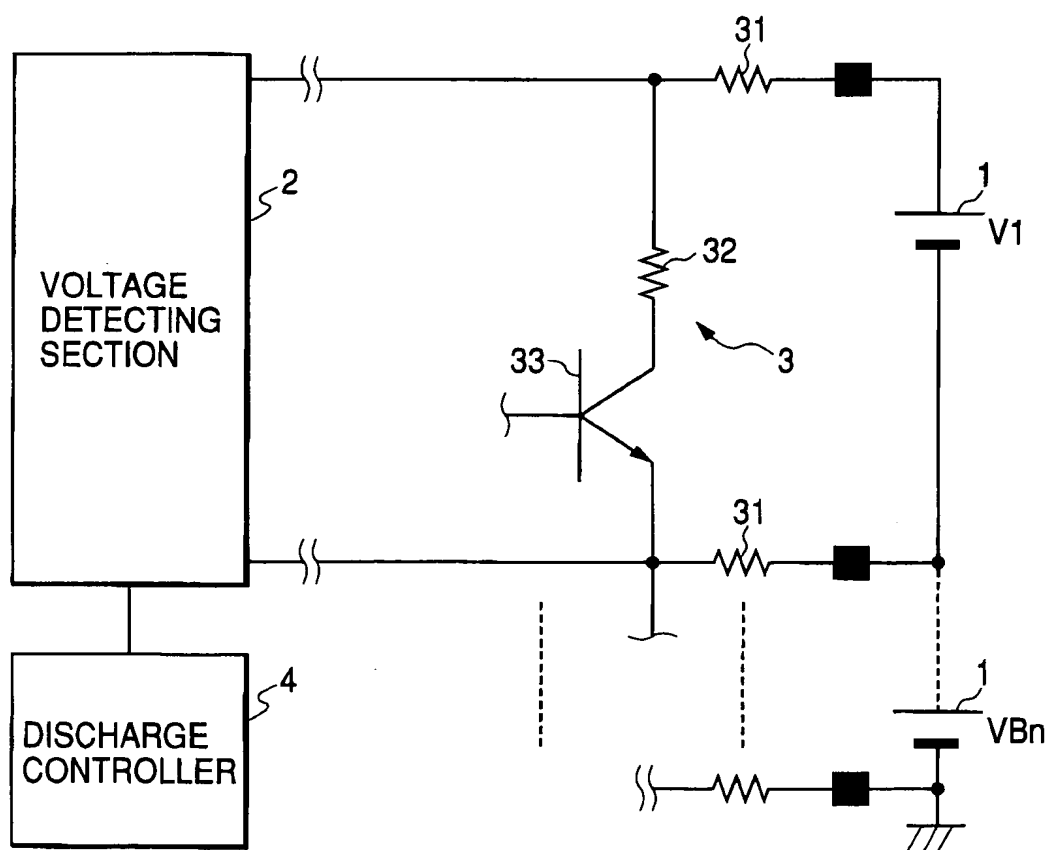 31
2
1
V1
VOLTAGE
DETECTING
SECTION
32
33
3
31
4
DISCHARGE
CONTROLLER
1
VBn